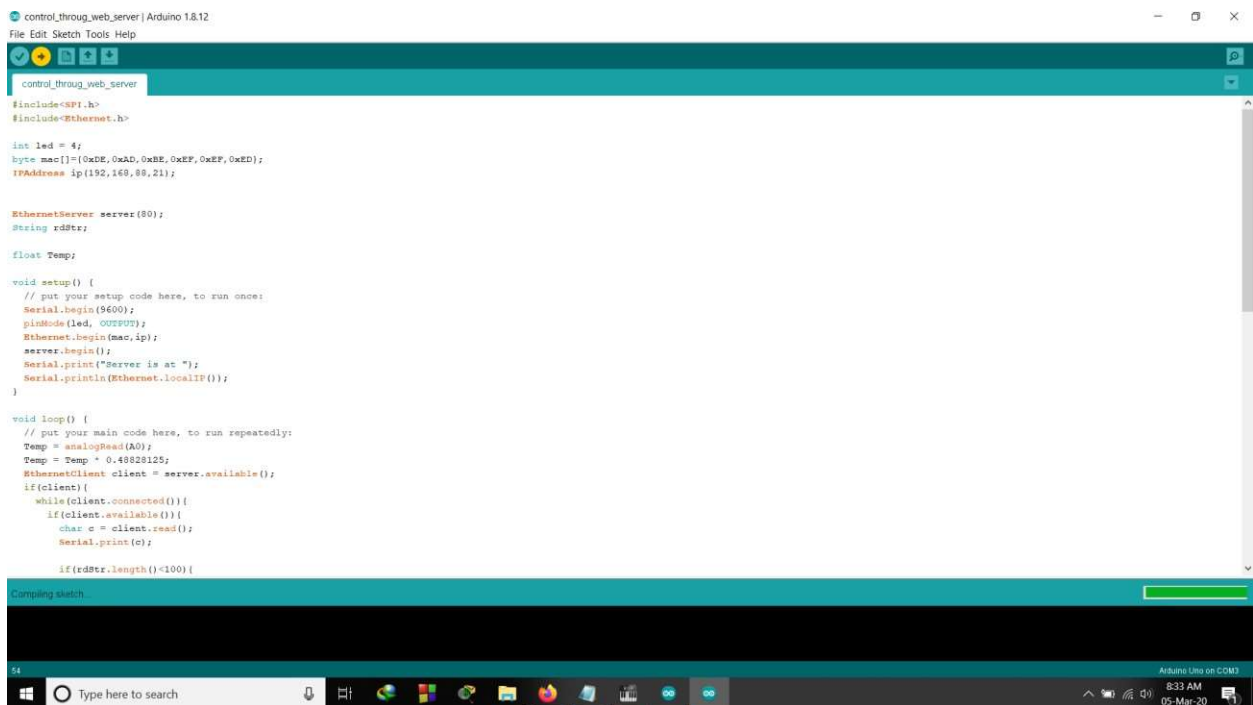 control_throug_web_server | Arduino 1.8.12
File Edit Sketch Tools Help
control_throug_web_server
#include<SPI.h>
#include<Ethernet.h>
int led = 4;
byte mac[]={0xDE,0xAD,0xBE,0xEF,0xEF,0xED};
IPAddress ip(192,168,88,21);
EthernetServer server(80);
String rdStr;
float Temp;
void setup() {
// put your setup code here, to run once:
Serial.begin(9600);
pinMode(led, OUTPUT);
Ethernet.begin(mac,ip);
server.begin();
Serial.print("Server is at ");
Serial.println(Ethernet.localIP());
}
void loop() {
// put your main code here, to run repeatedly:
Temp = analogRead(A0);
Temp = Temp * 0.48828125;
EthernetClient client = server.available();
if(client){
while(client.connected()){
if(client.available()){
char c = client.read();
Serial.print(c);
if(rdStr.length()<100){
Compiling sketch...
54
Arduino Uno on COM3
Type here to search
8:33 AM
05-Mar-20